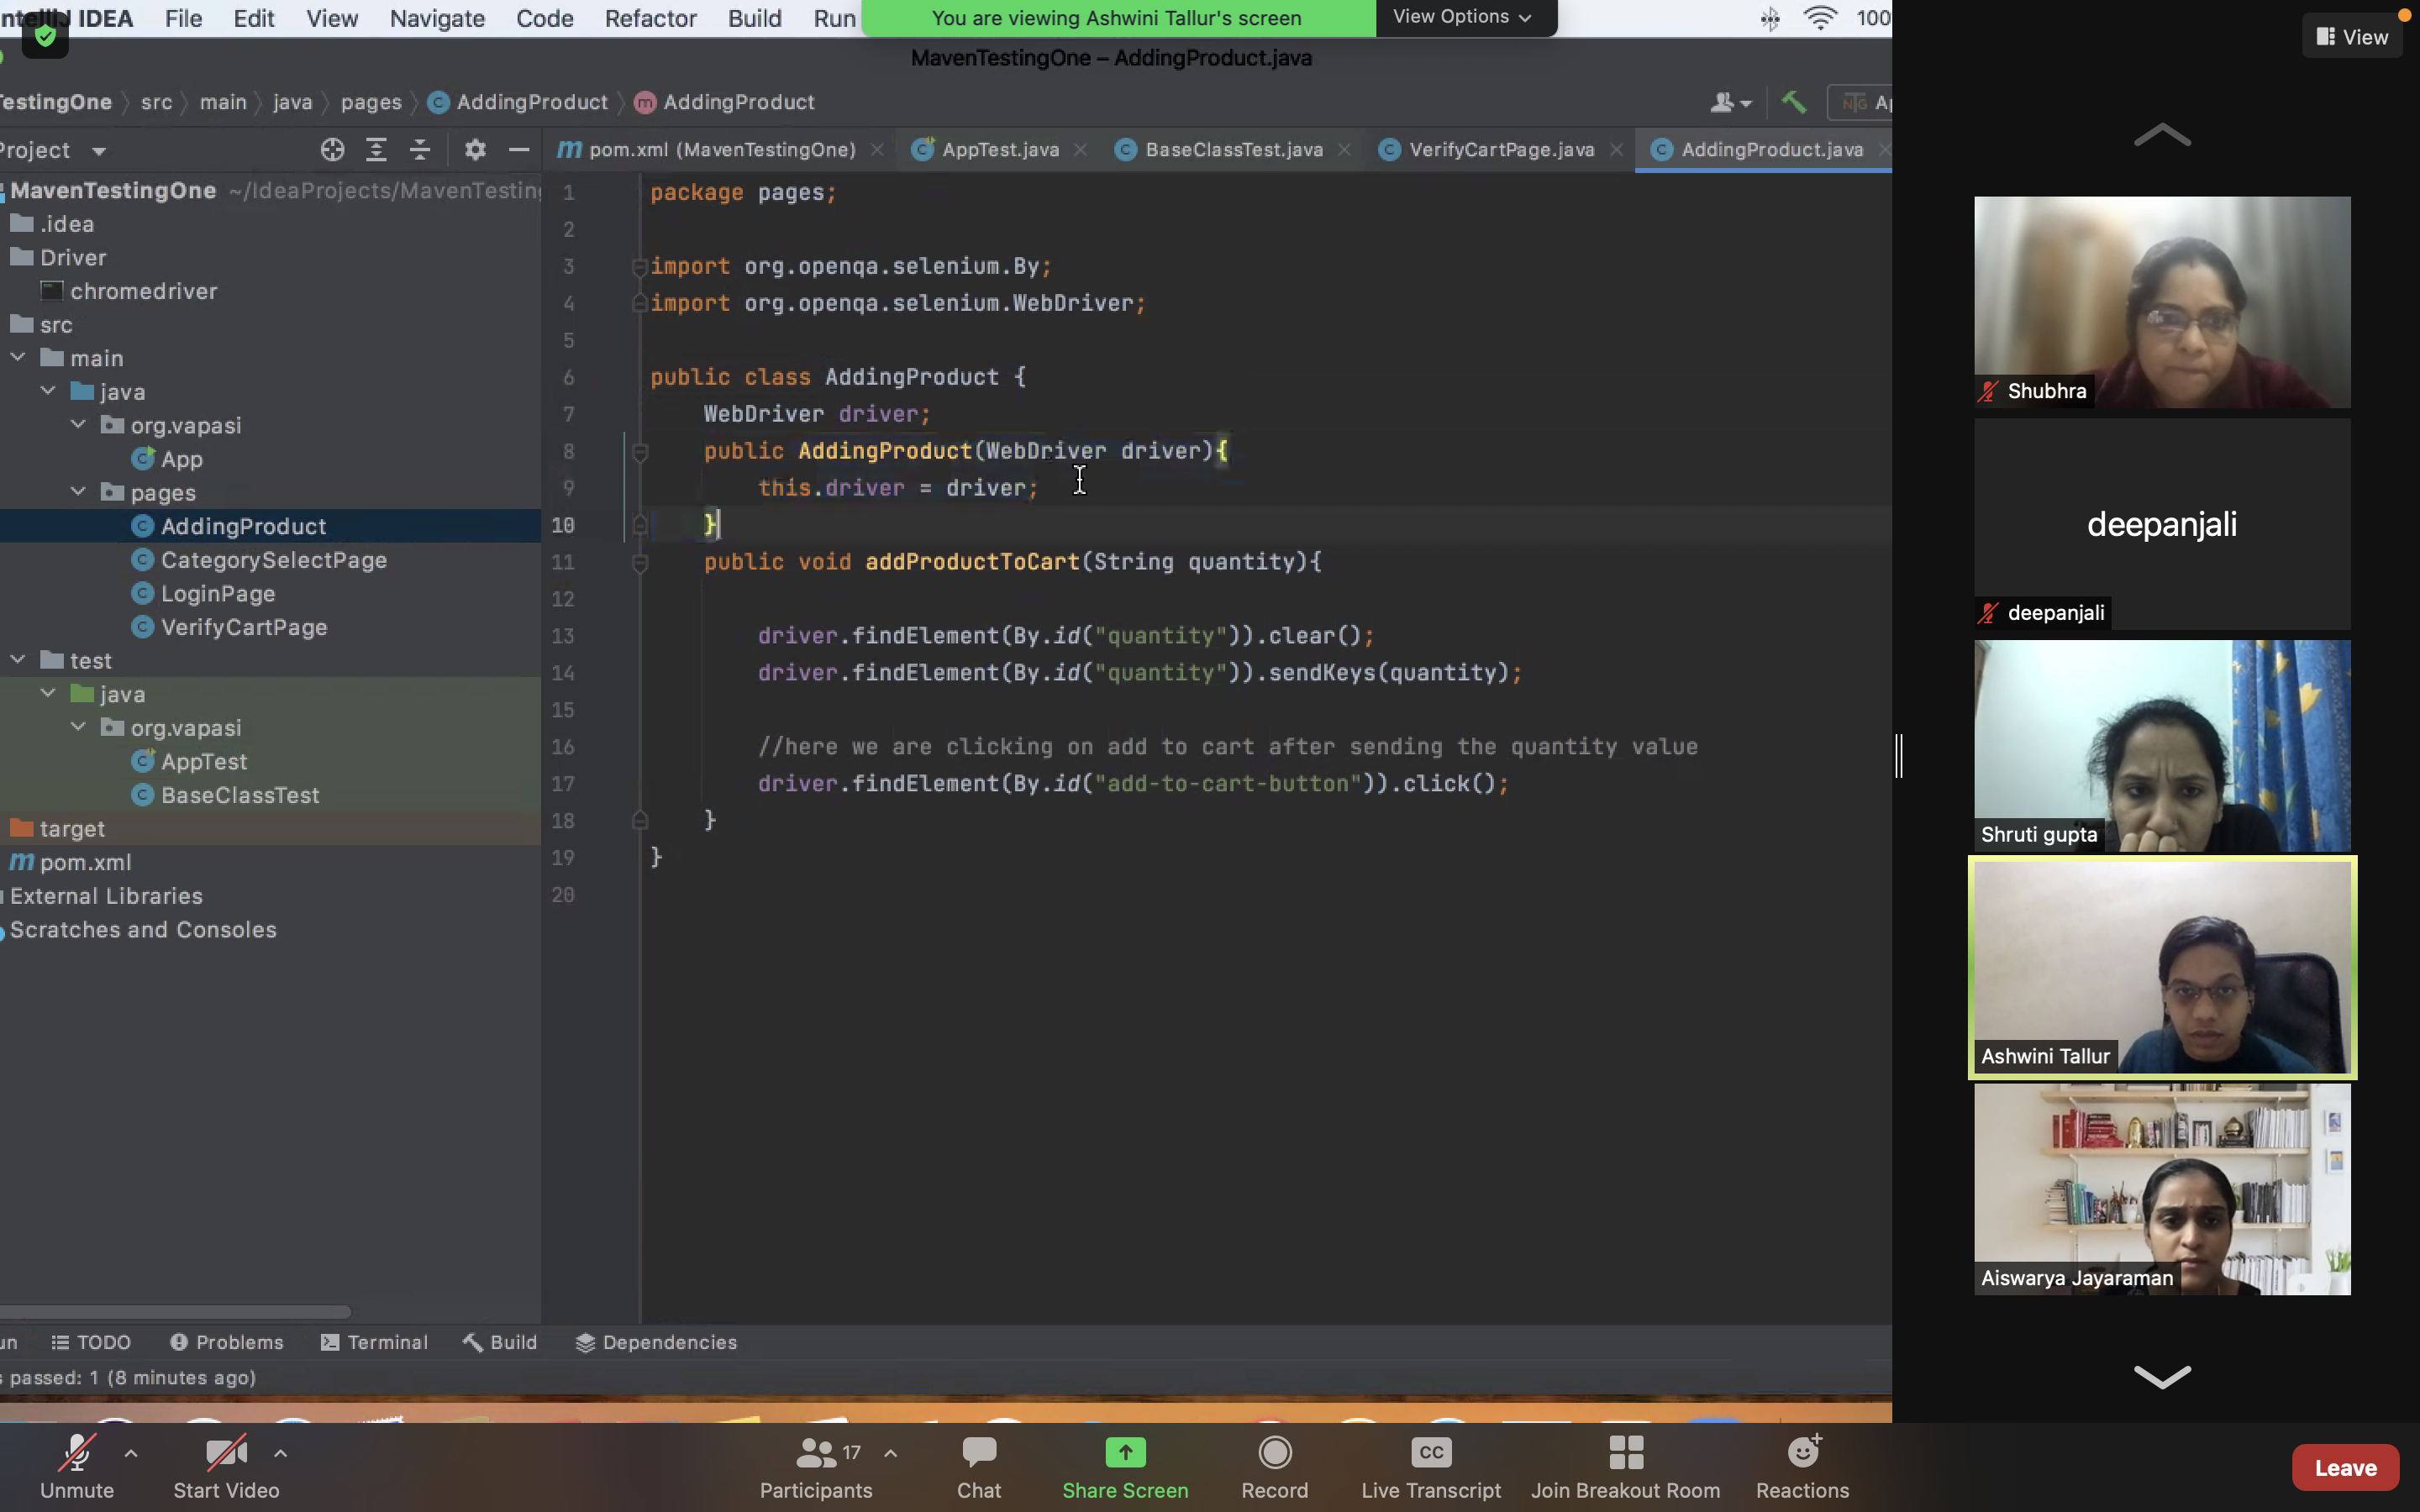 IDEA File Edit View Navigate Code Refactor Build Run
You are viewing Ashwini Tallur's screen View Options
100
View
MavenTestingOne – AddingProduct.java
estingOne src main java pages AddingProduct m AddingProduct
Project
pom.xml (MavenTestingOne) AppTest.java BaseClassTest.java VerifyCartPage.java AddingProduct.java
MavenTestingOne ~/IdeaProjects/MavenTesting
.idea
Driver
chromedriver
src
main
java
org.vapasi
App
pages
AddingProduct
CategorySelectPage
LoginPage
VerifyCartPage
test
java
org.vapasi
AppTest
BaseClassTest
target
m pom.xml
External Libraries
Scratches and Consoles
1 package pages;
2
3 import org.openqa.selenium.By;
4 import org.openqa.selenium.WebDriver;
5
6 public class AddingProduct {
7 WebDriver driver;
8 public AddingProduct(WebDriver driver){
9 this.driver = driver;
10 }
11 public void addProductToCart(String quantity){
12
13 driver.findElement(By.id("quantity")).clear();
14 driver.findElement(By.id("quantity")).sendKeys(quantity);
15
16 //here we are clicking on add to cart after sending the quantity value
17 driver.findElement(By.id("add-to-cart-button")).click();
18 }
19 }
20
TODO Problems Terminal Build Dependencies
passed: 1 (8 minutes ago)
Shubhra
deepanjali
deepanjali
Shruti gupta
Ashwini Tallur
Aiswarya Jayaraman
Unmute Start Video Participants 17 Chat Share Screen Record CC Live Transcript Join Breakout Room Reactions Leave